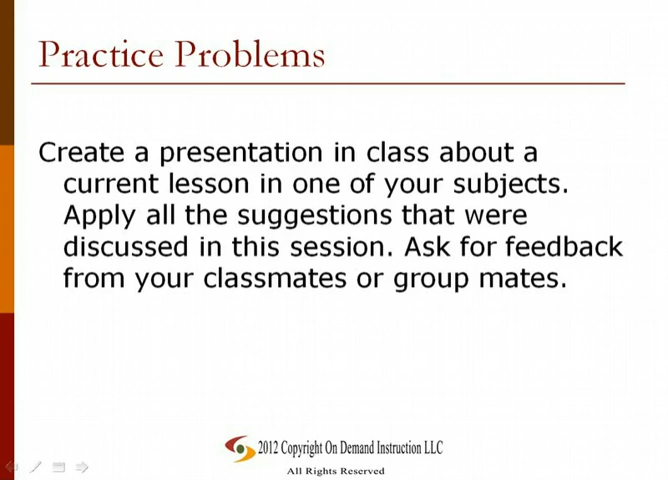 Practice Problems
Create a presentation in class about a
current lesson in one of your subjects.
Apply all the suggestions that were
discussed in this session. Ask for feedback
from your classmates or group mates.
2012 Copyright On Demand Instruction LLC
All Rights Reserved